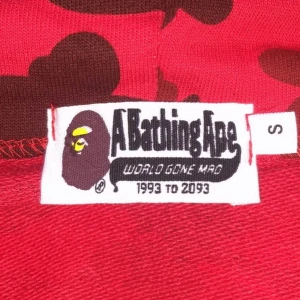 A Bathing Ape
WORLD GONE MAD
1993 TO 2093
S